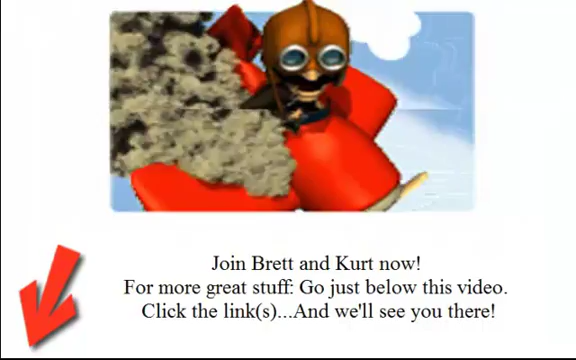 Join Brett and Kurt now!
For more great stuff: Go just below this video.
Click the link(s)...And we'll see you there!